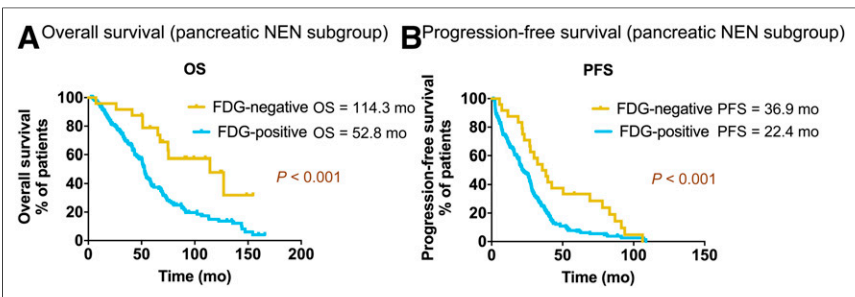 A Overall survival (pancreatic NEN subgroup)
OS
Overall survival
% of patients
100
80
60
40
20
0
FDG-negative OS = 114.3 mo
FDG-positive OS = 52.8 mo
P < 0.001
0 50 100 150 200
Time (mo)
B Progression-free survival (pancreatic NEN subgroup)
PFS
Progression-free survival
% of patients
100
80
60
40
20
0
FDG-negative PFS = 36.9 mo
FDG-positive PFS = 22.4 mo
P < 0.001
0 50 100 150
Time (mo)